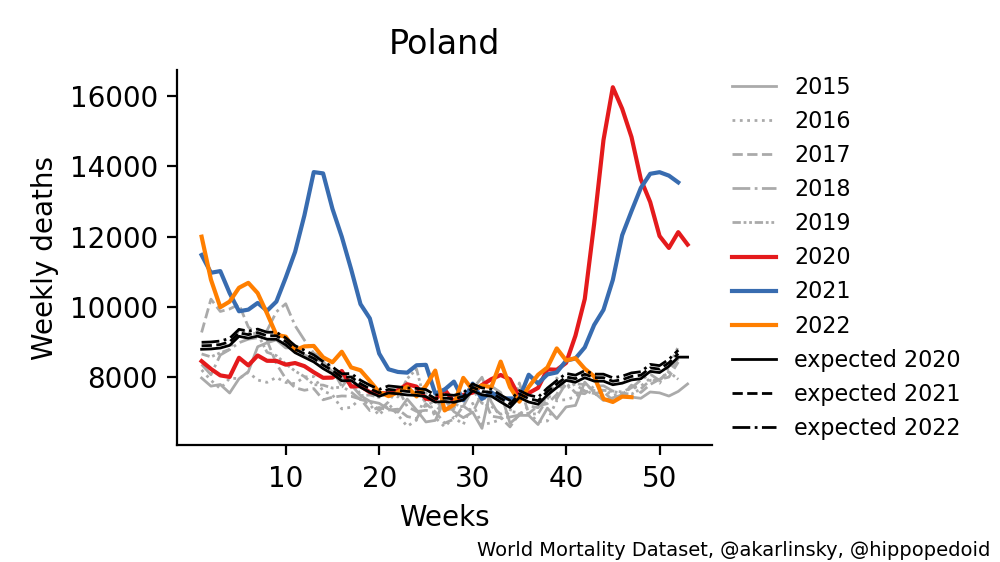 Poland
Weekly deaths
16000
14000
12000
10000
8000
10 20 30 40 50
Weeks
2015
2016
2017
2018
2019
2020
2021
2022
expected 2020
expected 2021
expected 2022
World Mortality Dataset, @akarlinsky, @hippopedoid